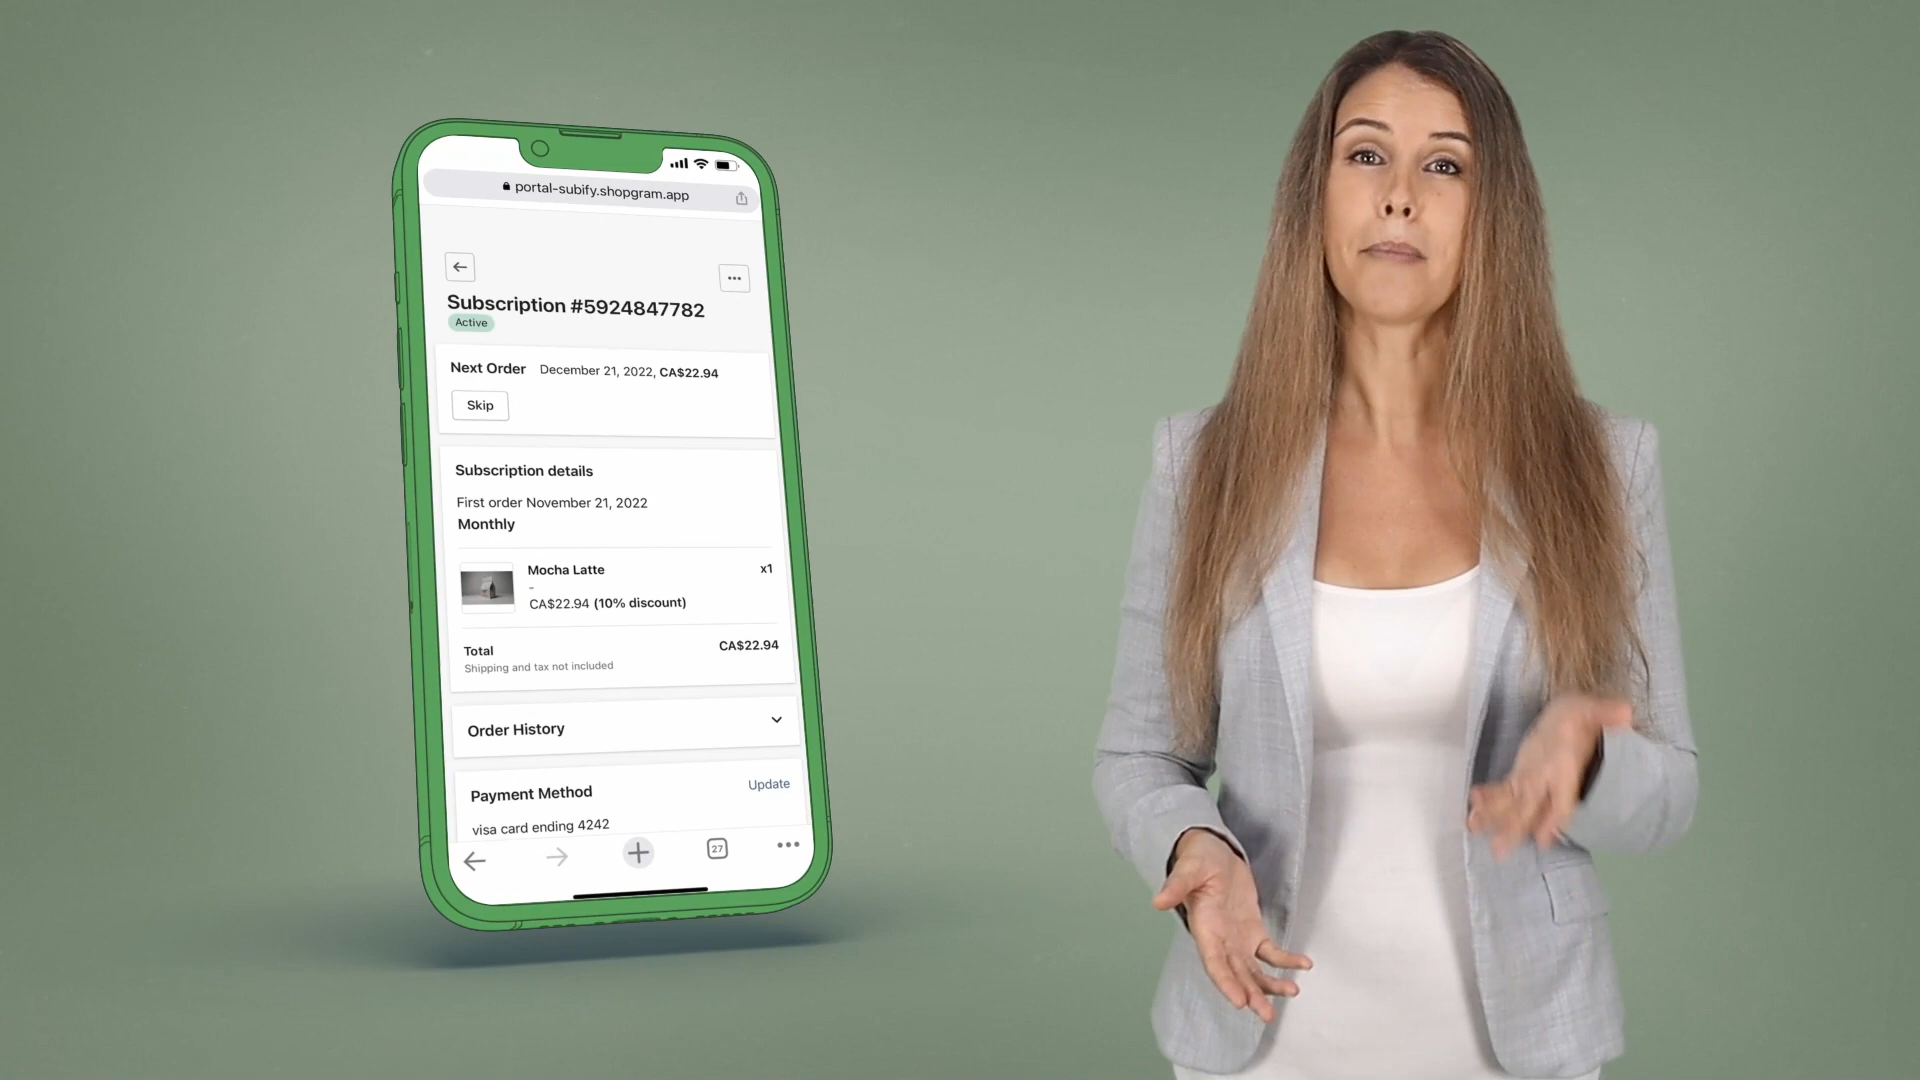 portal-subify.shopgram.app
Subscription #5924847782
Active
Next Order December 21, 2022, CA$22.94
Skip
Subscription details
First order November 21, 2022
Monthly
Mocha Latte x1
-
CA$22.94 (10% discount)
Total CA$22.94
Shipping and tax not included
Order History
Payment Method Update
visa card ending 4242
27